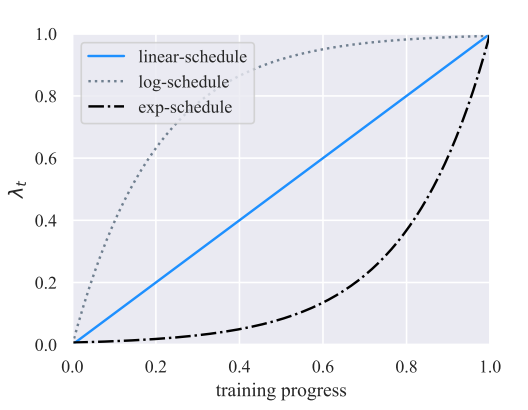 1.0
0.8
0.6
0.4
0.2
0.0
λt
linear-schedule
log-schedule
exp-schedule
0.0 0.2 0.4 0.6 0.8 1.0
training progress